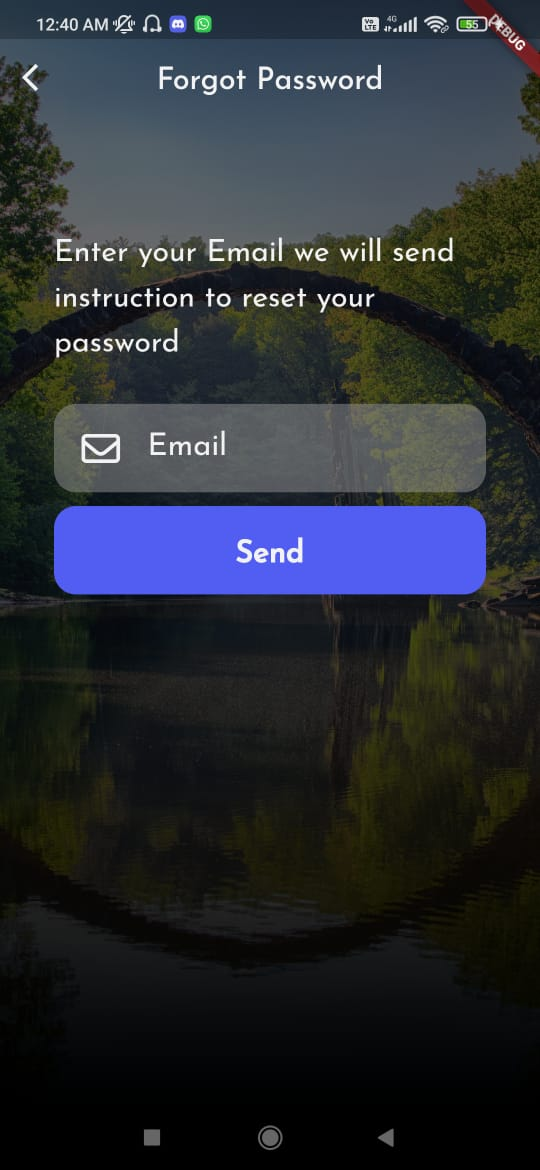 12:40 AM
Vo LTE 4G 55
DEBUG
Forgot Password
Enter your Email we will send
instruction to reset your
password
Email
Send